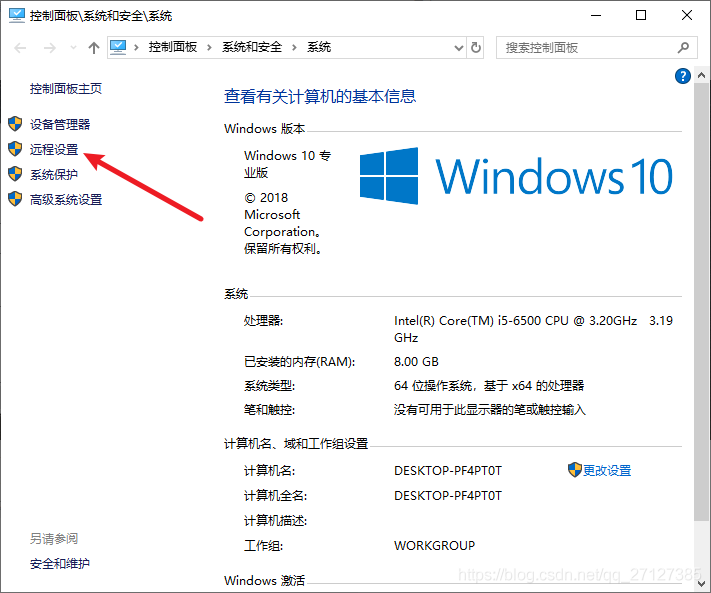 控制面板\系统和安全\系统
控制面板 系统和安全 系统
搜索控制面板
?
控制面板主页
设备管理器
远程设置
系统保护
高级系统设置
另请参阅
安全和维护
查看有关计算机的基本信息
Windows 版本
Windows 10 专
业版
© 2018
Microsoft
Corporation。
保留所有权利。
Windows 10
系统
处理器: Intel(R) Core(TM) i5-6500 CPU @ 3.20GHz 3.19
GHz
已安装的内存(RAM): 8.00 GB
系统类型: 64 位操作系统，基于 x64 的处理器
笔和触控: 没有可用于此显示器的笔或触控输入
计算机名、域和工作组设置
计算机名: DESKTOP-PF4PT0T 更改设置
计算机全名: DESKTOP-PF4PT0T
计算机描述:
工作组: WORKGROUP
Windows 激活
https://blog.csdn.net/qq_27127385